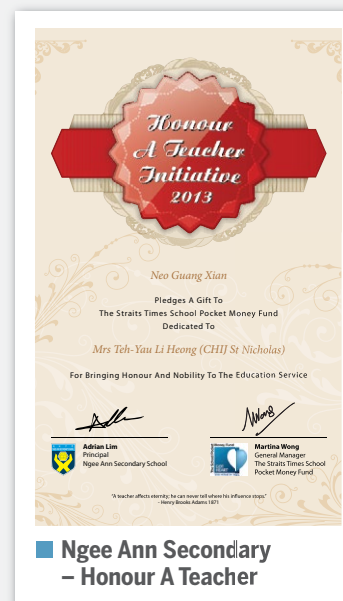 Honour
A Teacher
Initiative
2013
Neo Guang Xian
Pledges A Gift To
The Straits Times School Pocket Money Fund
Dedicated To
Mrs Teh-Yau Li Heong (CHIJ St Nicholas)
For Bringing Honour And Nobility To The Education Service
Adrian Lim
Principal
Ngee Ann Secondary School
Martina Wong
General Manager
The Straits Times School
Pocket Money Fund
"A teacher affects eternity; he can never tell where his influence stops."
- Henry Brooks Adams 1871
Ngee Ann Secondary
– Honour A Teacher